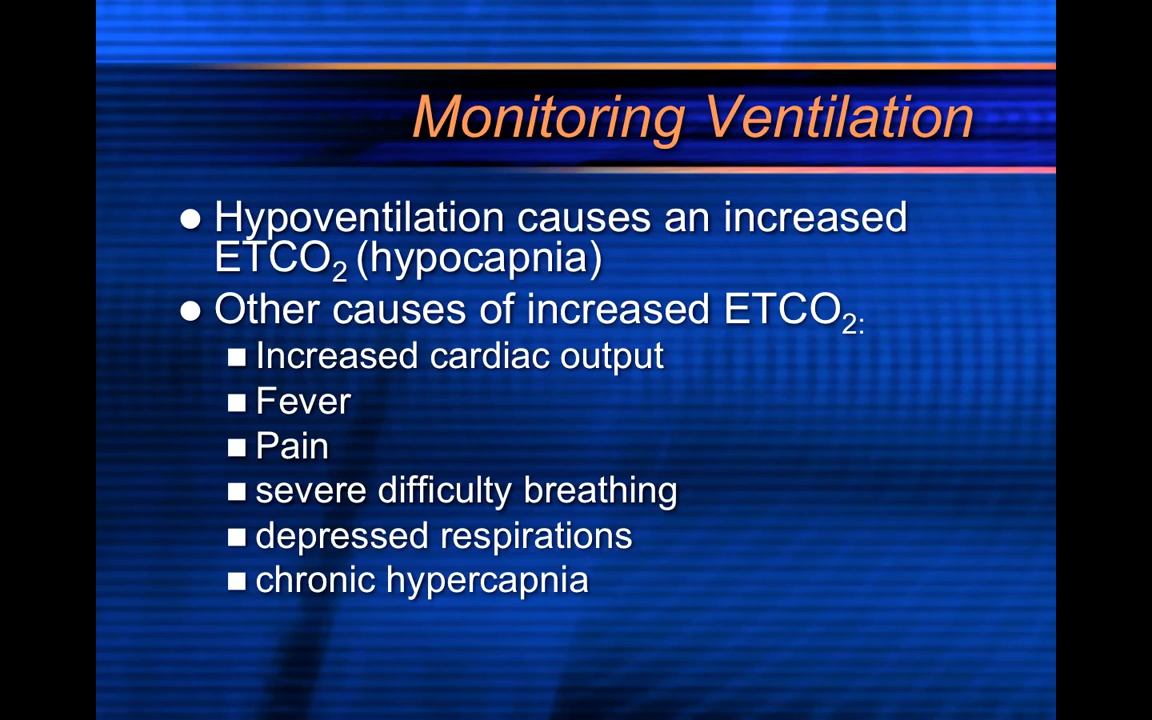 Monitoring Ventilation
● Hypoventilation causes an increased
ETCO₂ (hypocapnia)
● Other causes of increased ETCO₂:
■ Increased cardiac output
■ Fever
■ Pain
■ severe difficulty breathing
■ depressed respirations
■ chronic hypercapnia